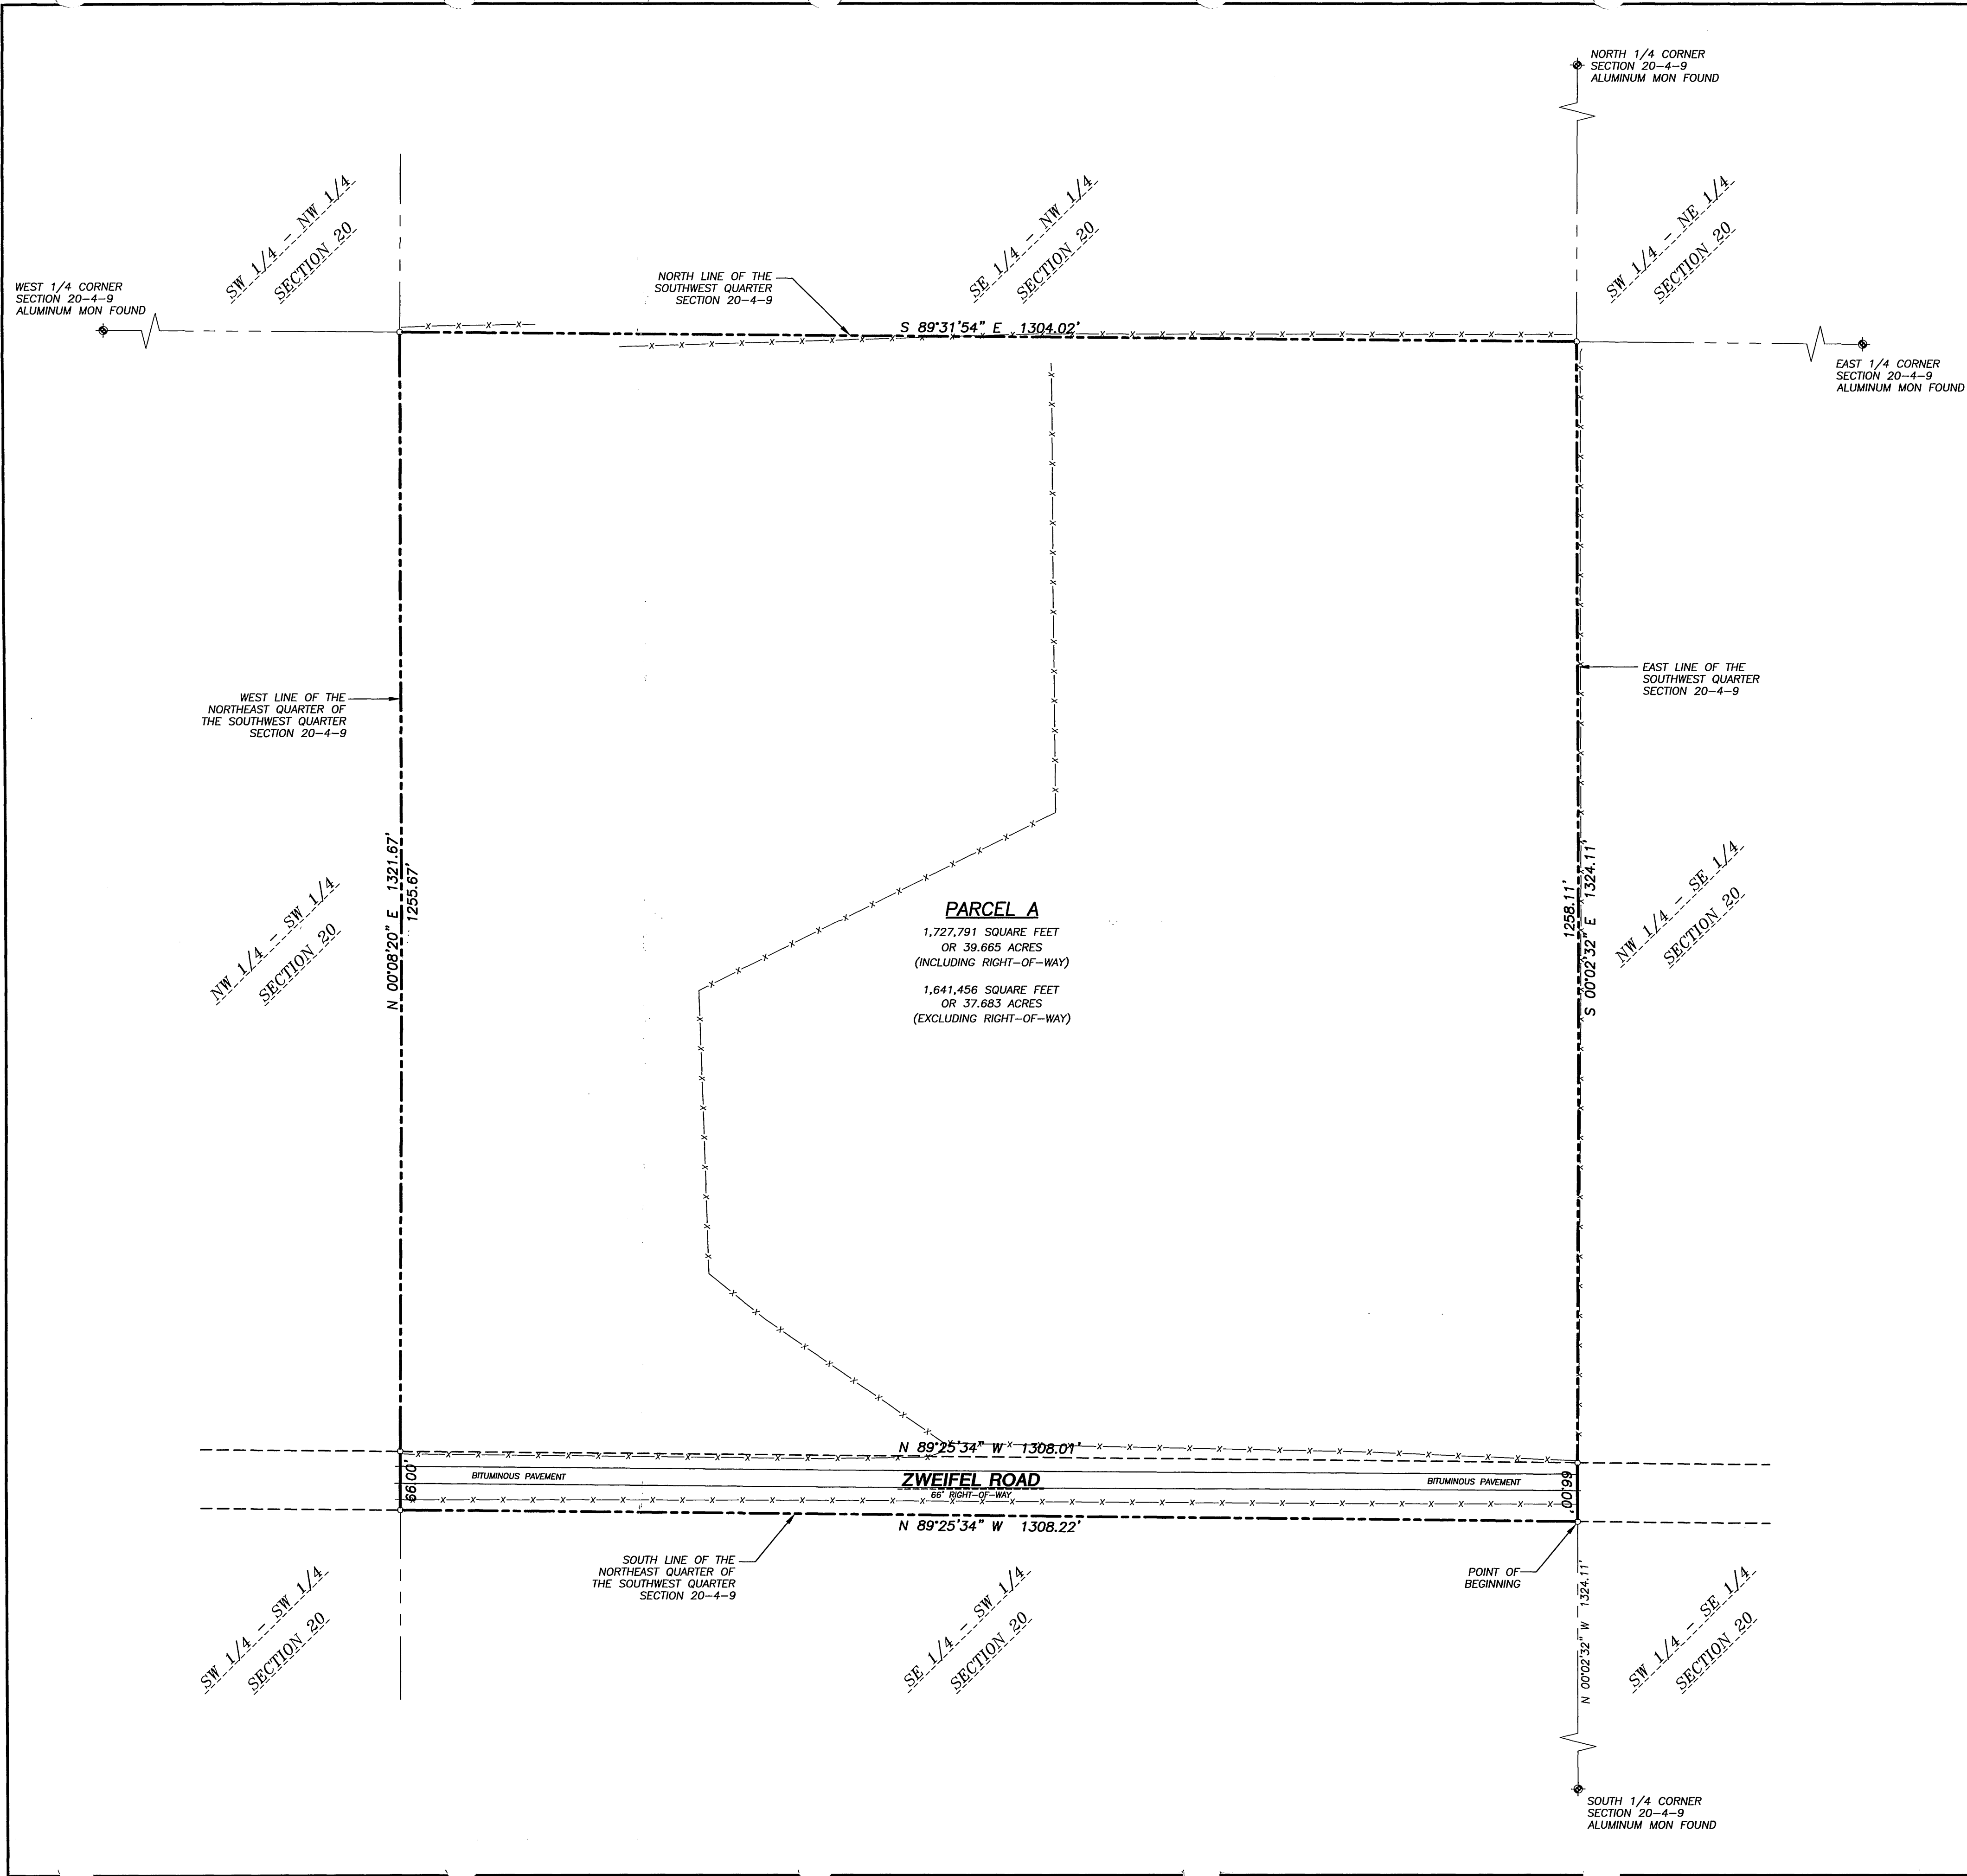 NORTH 1/4 CORNER
SECTION 20-4-9
ALUMINUM MON FOUND
SW 1/4 - NW 1/4
SECTION 20
SE 1/4 - NW 1/4
SECTION 20
SW 1/4 - NE 1/4
SECTION 20
WEST 1/4 CORNER
SECTION 20-4-9
ALUMINUM MON FOUND
NORTH LINE OF THE
SOUTHWEST QUARTER
SECTION 20-4-9
S 89°31'54" E 1304.02'
EAST 1/4 CORNER
SECTION 20-4-9
ALUMINUM MON FOUND
WEST LINE OF THE
NORTHEAST QUARTER OF
THE SOUTHWEST QUARTER
SECTION 20-4-9
EAST LINE OF THE
SOUTHWEST QUARTER
SECTION 20-4-9
N 00°08'20" E 1321.67'
1255.67'
1258.11'
S 00°02'32" E 1324.11'
NW 1/4 - SW 1/4
SECTION 20
PARCEL A
1,727,791 SQUARE FEET
OR 39.665 ACRES
(INCLUDING RIGHT-OF-WAY)
1,641,456 SQUARE FEET
OR 37.683 ACRES
(EXCLUDING RIGHT-OF-WAY)
NW 1/4 - SE 1/4
SECTION 20
N 89°25'34" W 1308.01'
66.00'
BITUMINOUS PAVEMENT
ZWEIFEL ROAD
66' RIGHT-OF-WAY
BITUMINOUS PAVEMENT
66.00'
N 89°25'34" W 1308.22'
SOUTH LINE OF THE
NORTHEAST QUARTER OF
THE SOUTHWEST QUARTER
SECTION 20-4-9
POINT OF
BEGINNING
N 00°02'32" W 1324.11'
SW 1/4 - SW 1/4
SECTION 20
SE 1/4 - SW 1/4
SECTION 20
SW 1/4 - SE 1/4
SECTION 20
SOUTH 1/4 CORNER
SECTION 20-4-9
ALUMINUM MON FOUND